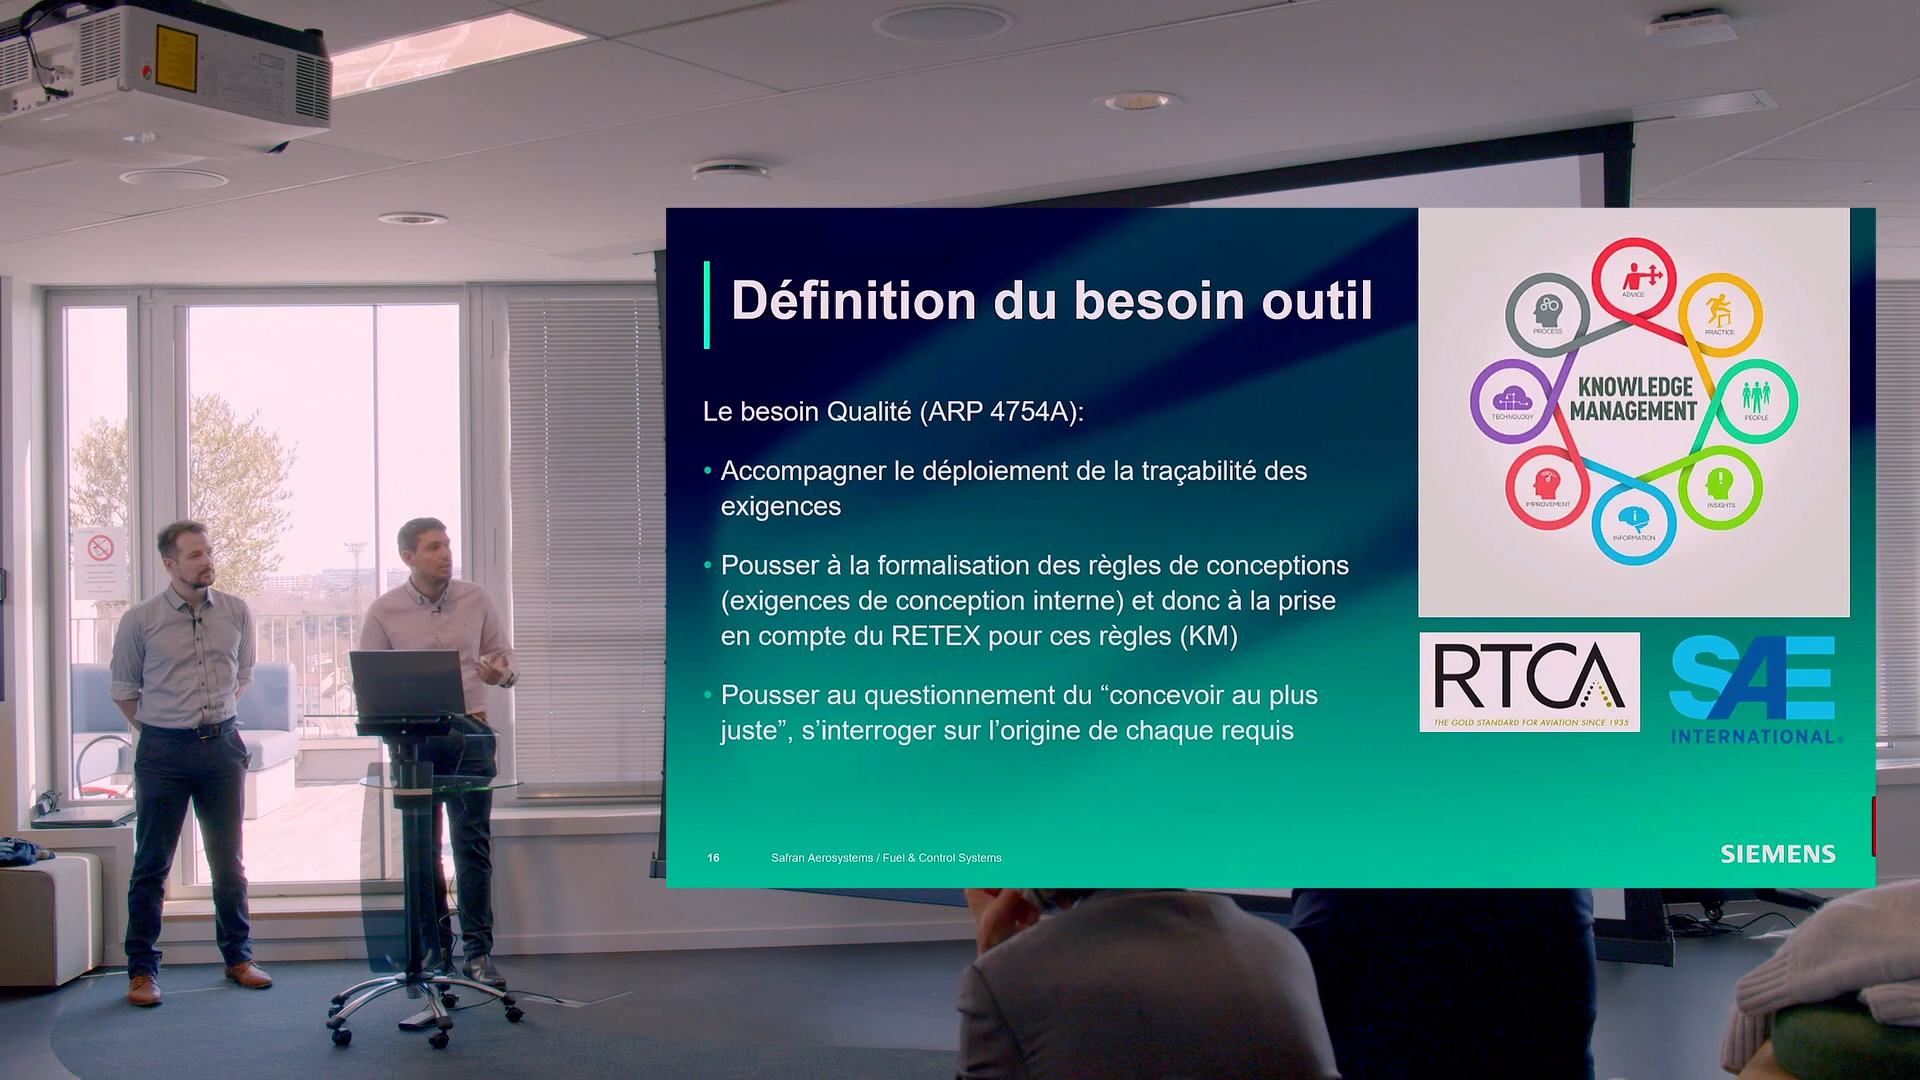 Définition du besoin outil
Le besoin Qualité (ARP 4754A):
• Accompagner le déploiement de la traçabilité des
exigences
• Pousser à la formalisation des règles de conceptions
(exigences de conception interne) et donc à la prise
en compte du RETEX pour ces règles (KM)
• Pousser au questionnement du “concevoir au plus
juste”, s’interroger sur l’origine de chaque requis
ADVICE
PROCESS
PRACTICE
KNOWLEDGE
MANAGEMENT
TECHNOLOGY
PEOPLE
IMPROVEMENT
INSIGHTS
INFORMATION
RTCA
THE GOLD STANDARD FOR AVIATION SINCE 1935
SAE
INTERNATIONAL®
16
Safran Aerosystems / Fuel & Control Systems
SIEMENS